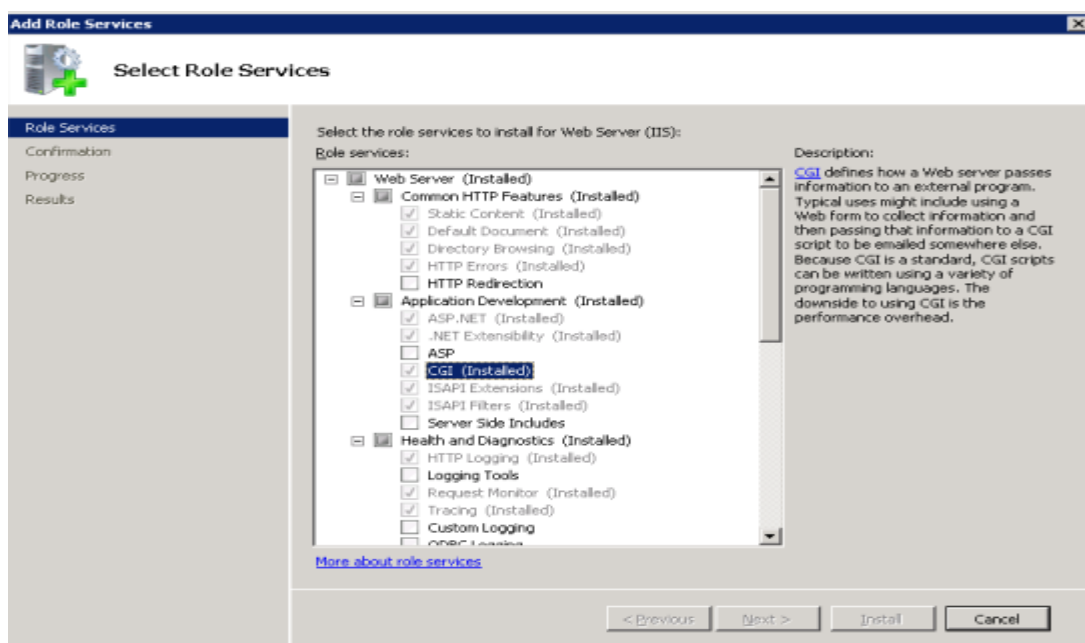 Add Role Services
Select Role Services
Role Services
Confirmation
Progress
Results
Select the role services to install for Web Server (IIS):
Role services:
Web Server (Installed)
Common HTTP Features (Installed)
Static Content (Installed)
Default Document (Installed)
Directory Browsing (Installed)
HTTP Errors (Installed)
HTTP Redirection
Application Development (Installed)
ASP.NET (Installed)
.NET Extensibility (Installed)
ASP
CGI (Installed)
ISAPI Extensions (Installed)
ISAPI Filters (Installed)
Server Side Includes
Health and Diagnostics (Installed)
HTTP Logging (Installed)
Logging Tools
Request Monitor (Installed)
Tracing (Installed)
Custom Logging
ODBC Logging
More about role services
Description:
CGI defines how a Web server passes
information to an external program.
Typical uses might include using a
Web form to collect information and
then passing that information to a CGI
script to be emailed somewhere else.
Because CGI is a standard, CGI scripts
can be written using a variety of
programming languages. The
downside to using CGI is the
performance overhead.
< Previous
Next >
Install
Cancel